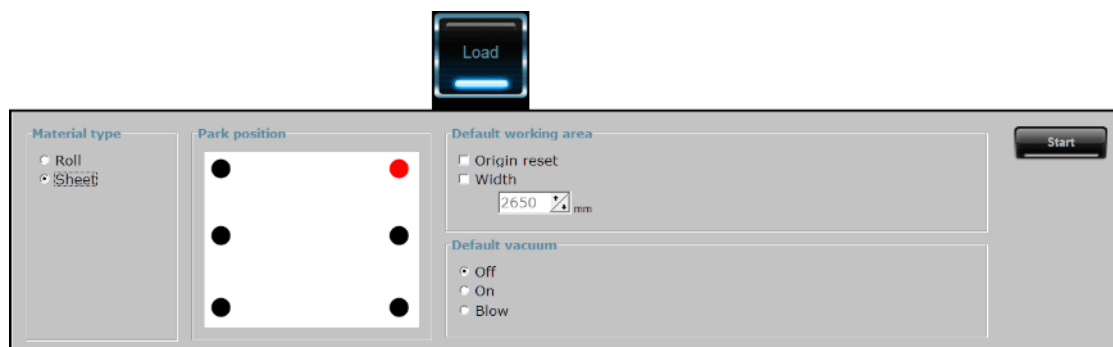 Load
Material type
Roll
Sheet
Park position
Default working area
Origin reset
Width
2650 mm
Default vacuum
Off
On
Blow
Start